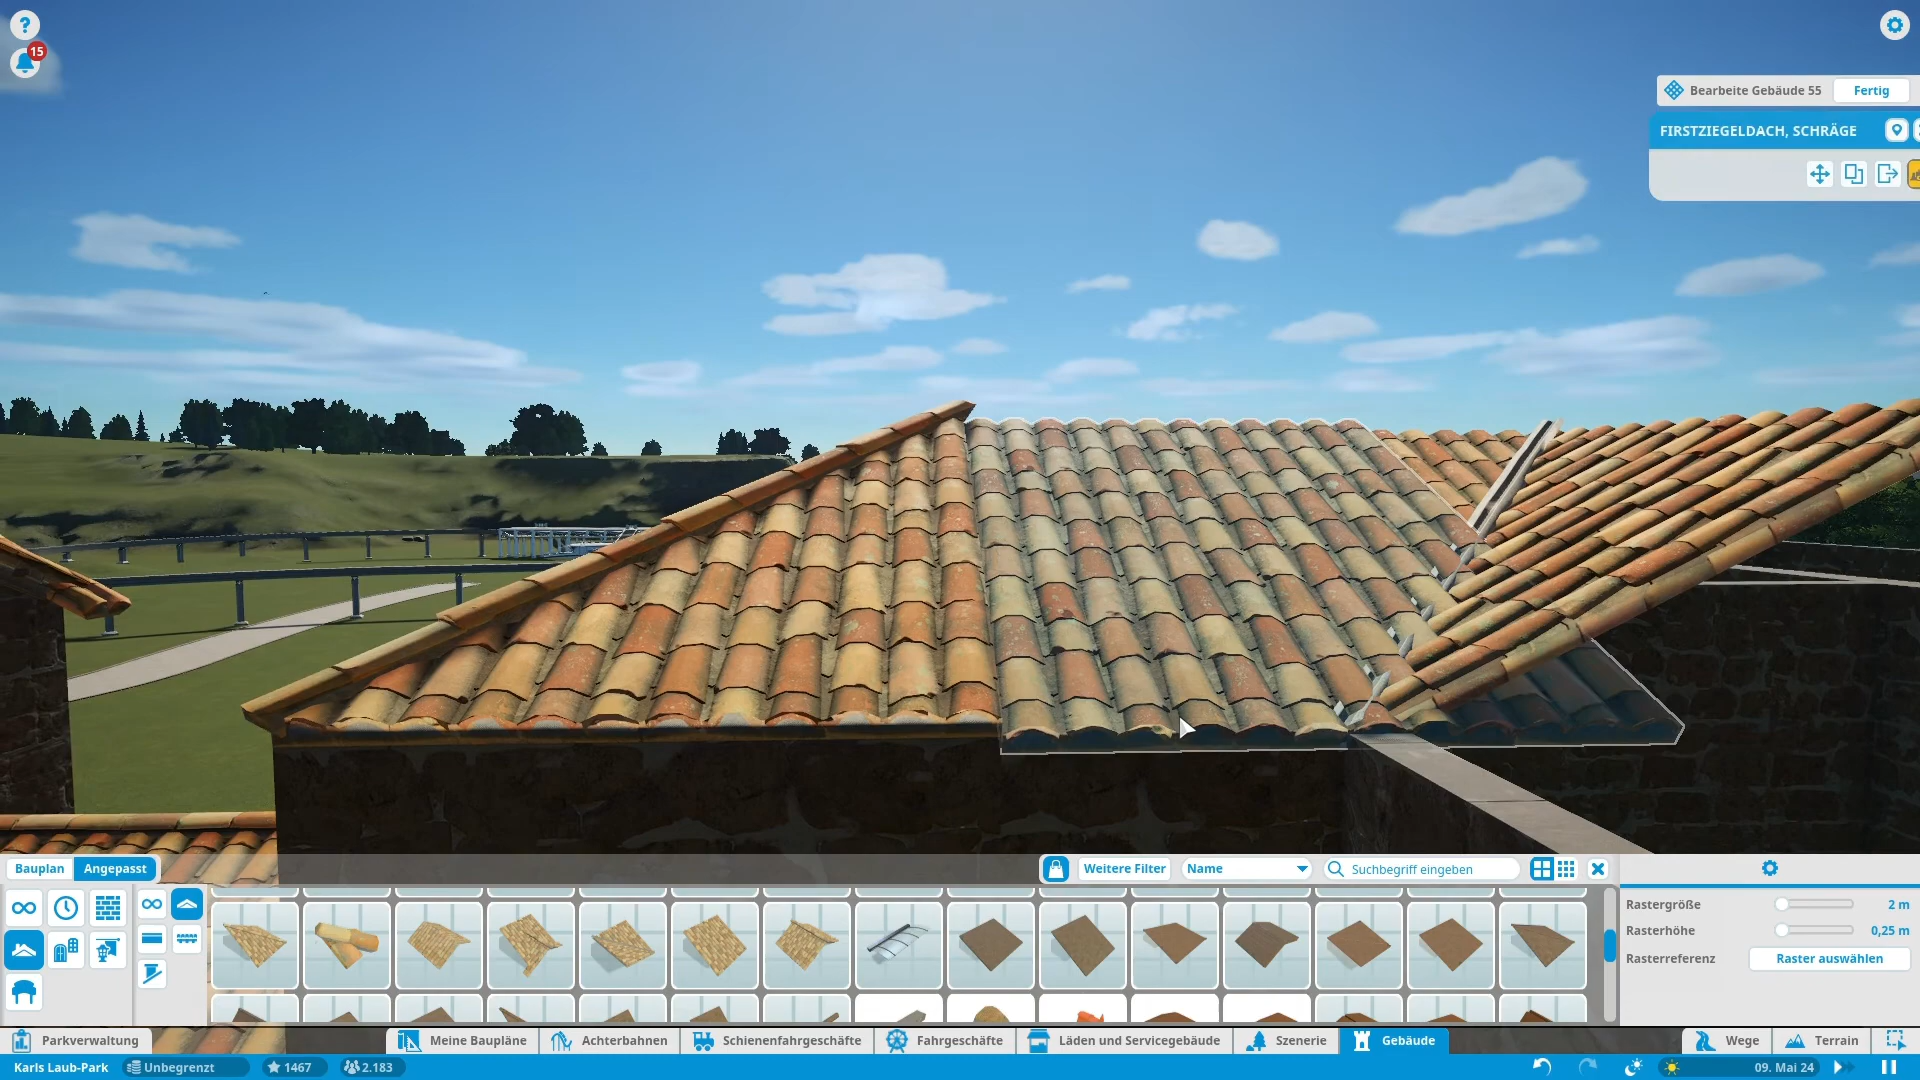 ?
15
Bearbeite Gebäude 55
Fertig
FIRSTZIEGELDACH, SCHRÄGE
Bauplan
Angepasst
Weitere Filter
Name
Suchbegriff eingeben
Rastergröße
2 m
Rasterhöhe
0,25 m
Rasterreferenz
Raster auswählen
Parkverwaltung
Meine Baupläne
Achterbahnen
Schienenfahrgeschäfte
Fahrgeschäfte
Läden und Servicegebäude
Szenerie
Gebäude
Wege
Terrain
Karls Laub-Park
Unbegrenzt
1467
2.183
09. Mai 24